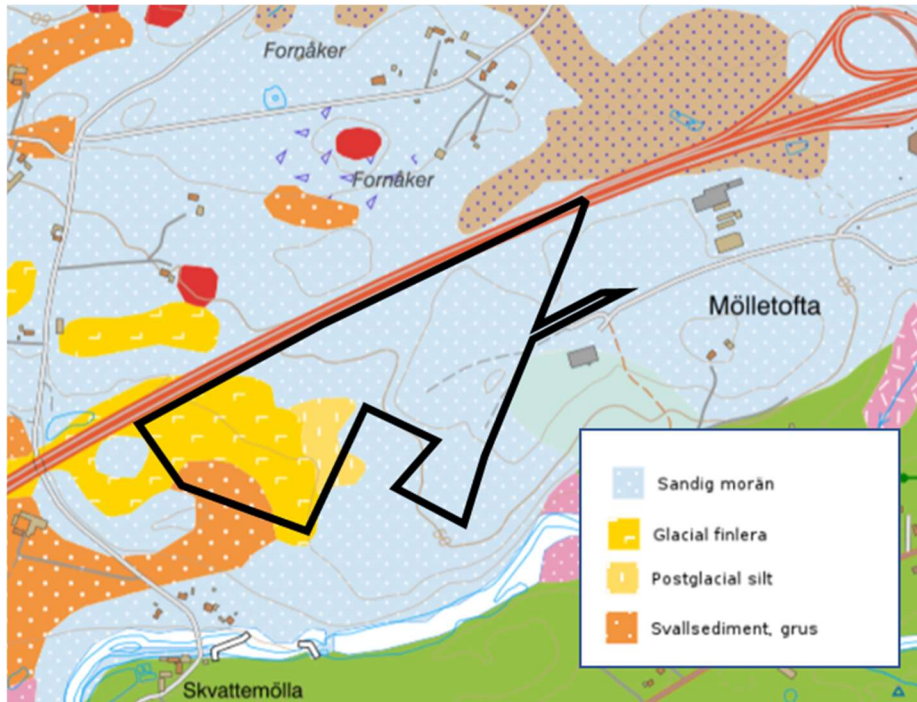 Fornåker
Fornåker
Mölletofta
Sandig morän
Glacial finlera
Postglacial silt
Svallsediment, grus
Skvattemölla